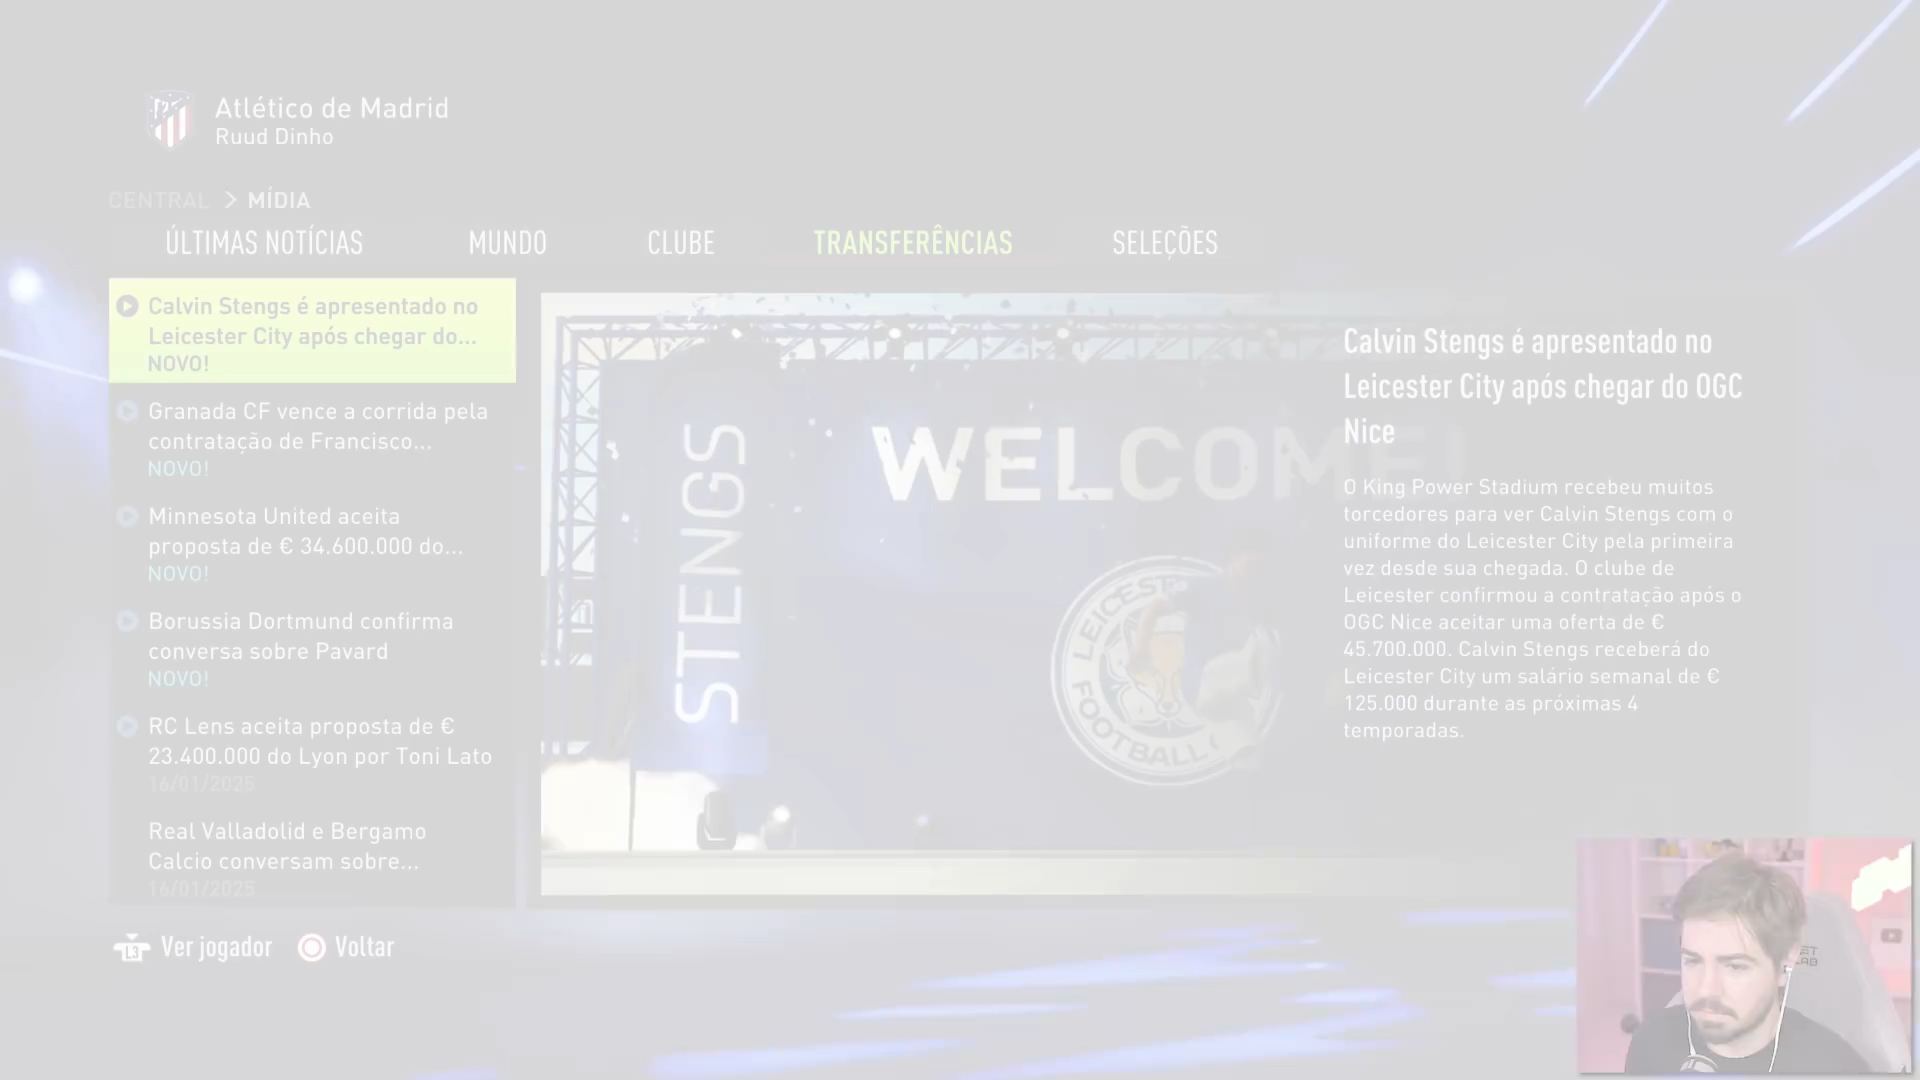 Atlético de Madrid
Ruud Dinho
CENTRAL > MÍDIA
ÚLTIMAS NOTÍCIAS
MUNDO
CLUBE
TRANSFERÊNCIAS
SELEÇÕES
Calvin Stengs é apresentado no
Leicester City após chegar do...
NOVO!
Granada CF vence a corrida pela
contratação de Francisco...
NOVO!
Minnesota United aceita
proposta de € 34.600.000 do...
NOVO!
Borussia Dortmund confirma
conversa sobre Pavard
NOVO!
RC Lens aceita proposta de €
23.400.000 do Lyon por Toni Lato
16/01/2025
Real Valladolid e Bergamo
Calcio conversam sobre...
16/01/2025
STENGS
WELCOME!
LEICEST
FOOTBALL
Calvin Stengs é apresentado no
Leicester City após chegar do OGC
Nice
O King Power Stadium recebeu muitos
torcedores para ver Calvin Stengs com o
uniforme do Leicester City pela primeira
vez desde sua chegada. O clube de
Leicester confirmou a contratação após o
OGC Nice aceitar uma oferta de €
45.700.000. Calvin Stengs receberá do
Leicester City um salário semanal de €
125.000 durante as próximas 4
temporadas.
L3 Ver jogador
Voltar